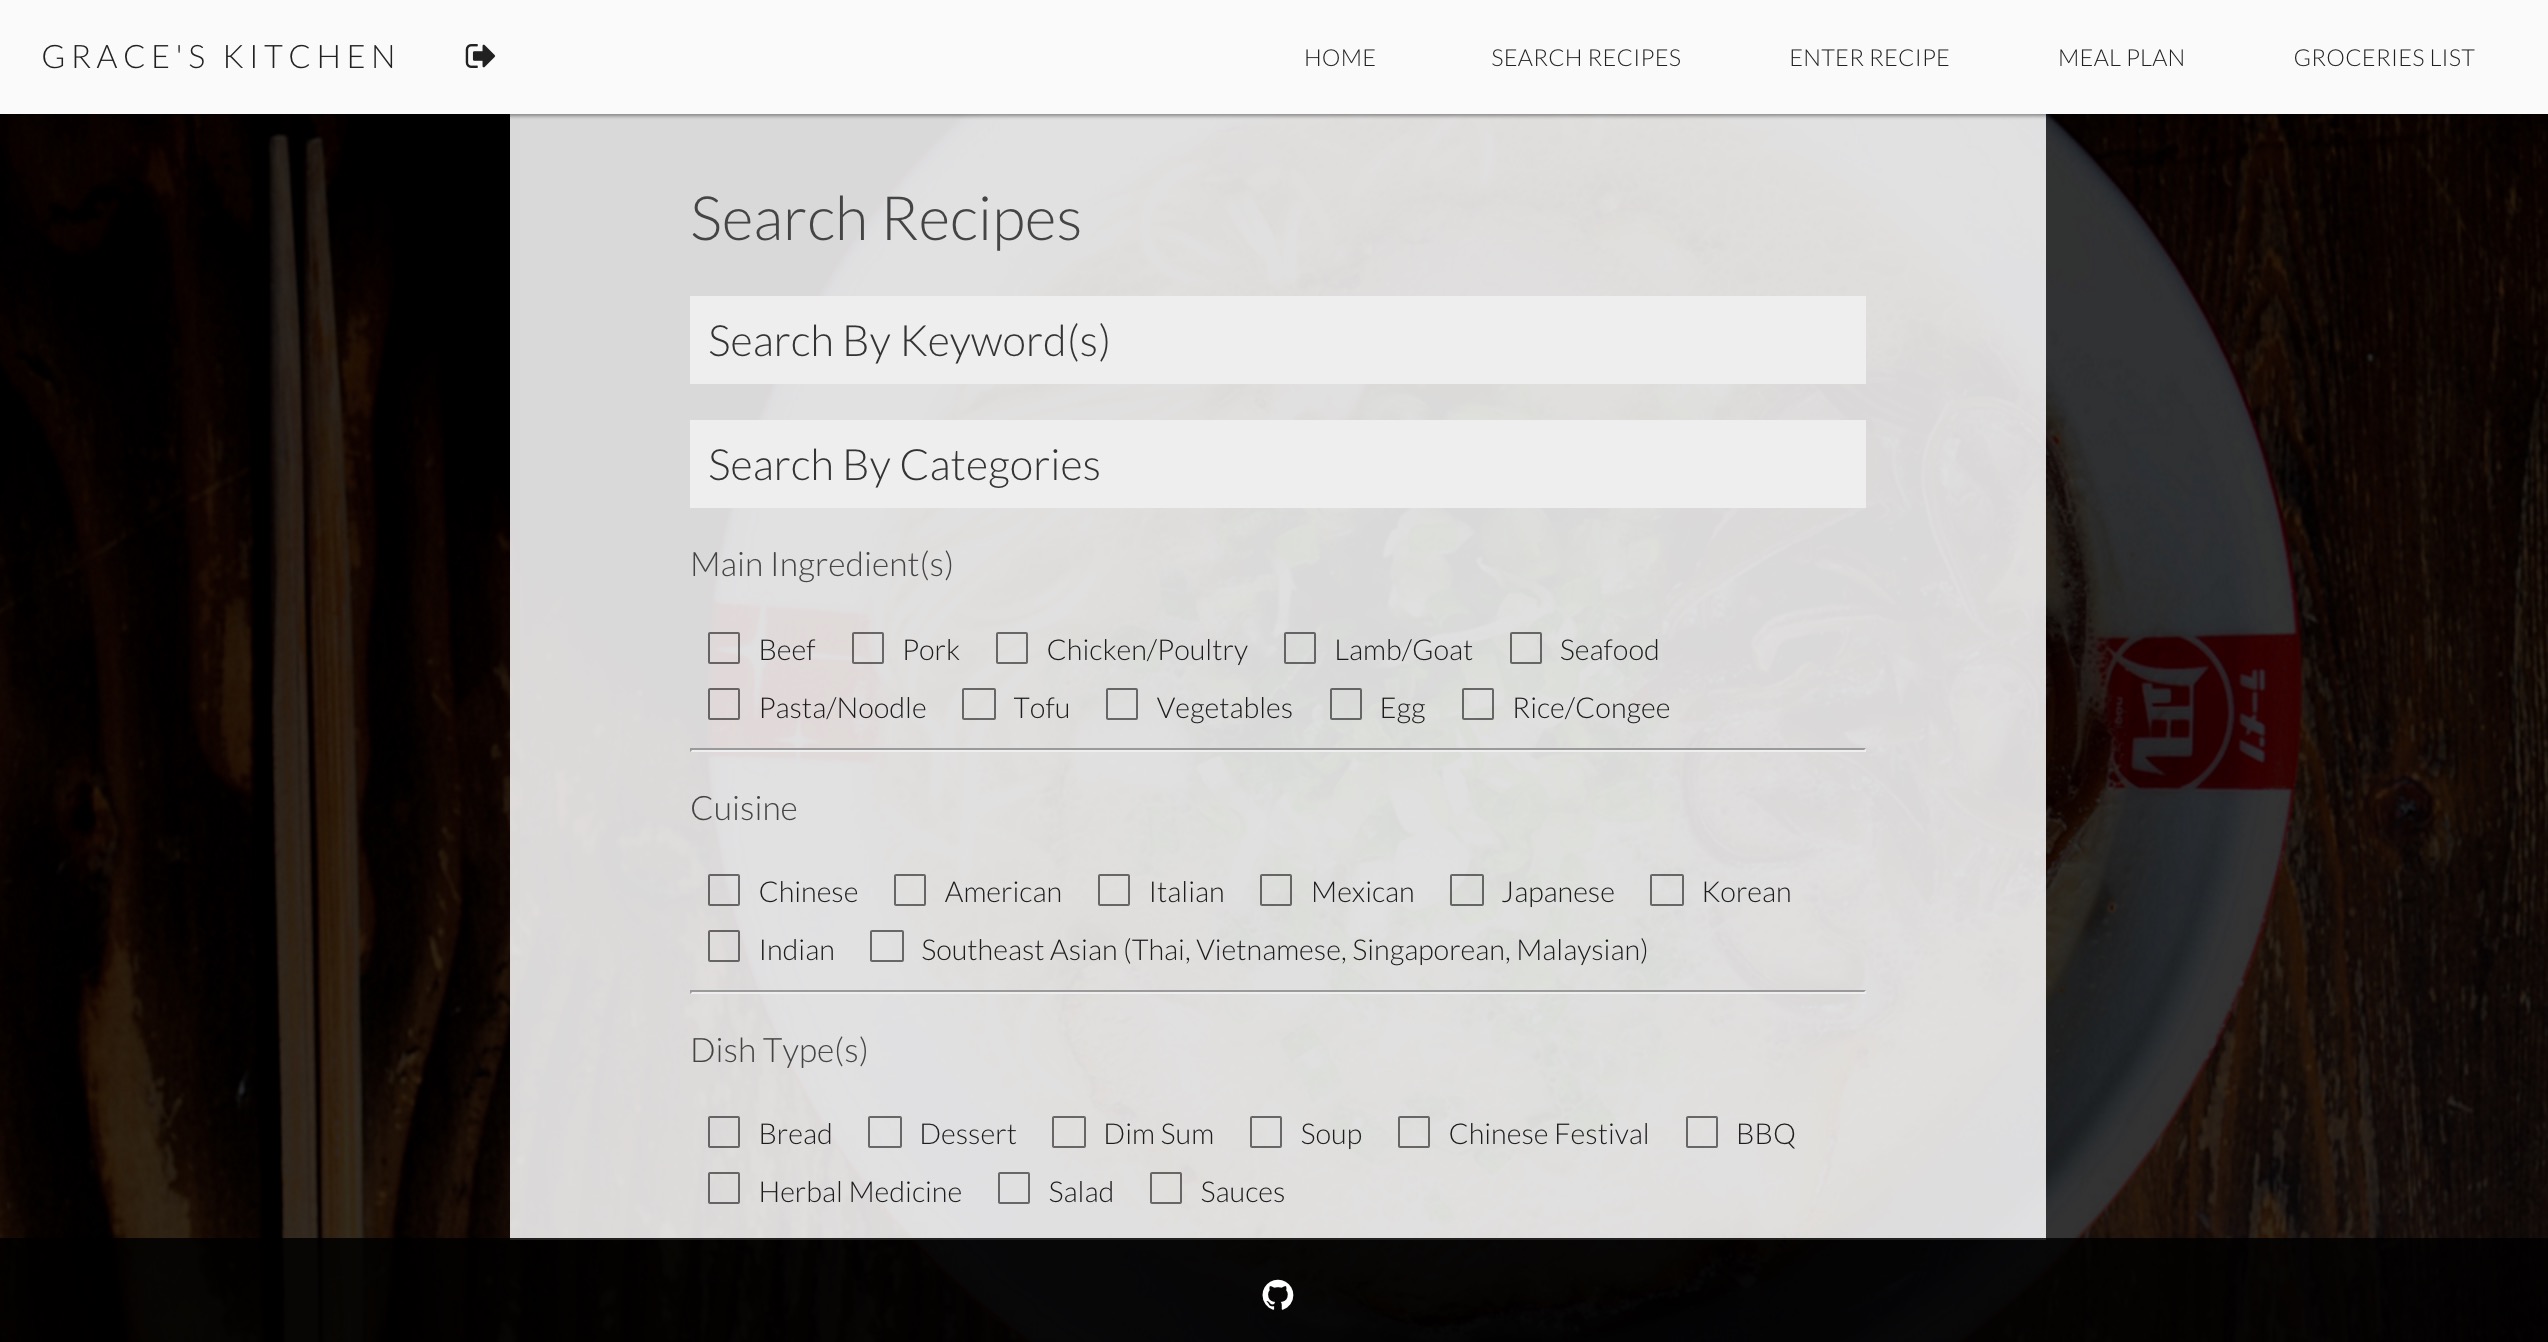 GRACE'S KITCHEN
HOME SEARCH RECIPES ENTER RECIPE MEAL PLAN GROCERIES LIST
Search Recipes
Search By Keyword(s)
Search By Categories
Main Ingredient(s)
Beef Pork Chicken/Poultry Lamb/Goat Seafood
Pasta/Noodle Tofu Vegetables Egg Rice/Congee
Cuisine
Chinese American Italian Mexican Japanese Korean
Indian Southeast Asian (Thai, Vietnamese, Singaporean, Malaysian)
Dish Type(s)
Bread Dessert Dim Sum Soup Chinese Festival BBQ
Herbal Medicine Salad Sauces